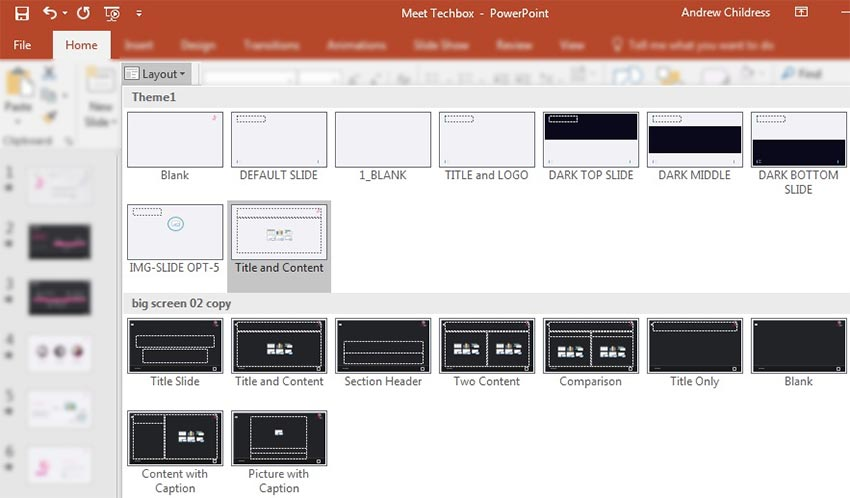 Meet Techbox - PowerPoint
Andrew Childress
File
Home
Insert
Design
Transitions
Animations
Slide Show
Review
View
Tell me what you want to do
Paste
New
Slide
Clipboard
Layout
Find
Theme1
Blank
DEFAULT SLIDE
1_BLANK
TITLE and LOGO
DARK TOP SLIDE
DARK MIDDLE
DARK BOTTOM
SLIDE
IMG-SLIDE OPT-5
Title and Content
big screen 02 copy
Title Slide
Title and Content
Section Header
Two Content
Comparison
Title Only
Blank
Content with
Caption
Picture with
Caption
1
2
3
4
5
6